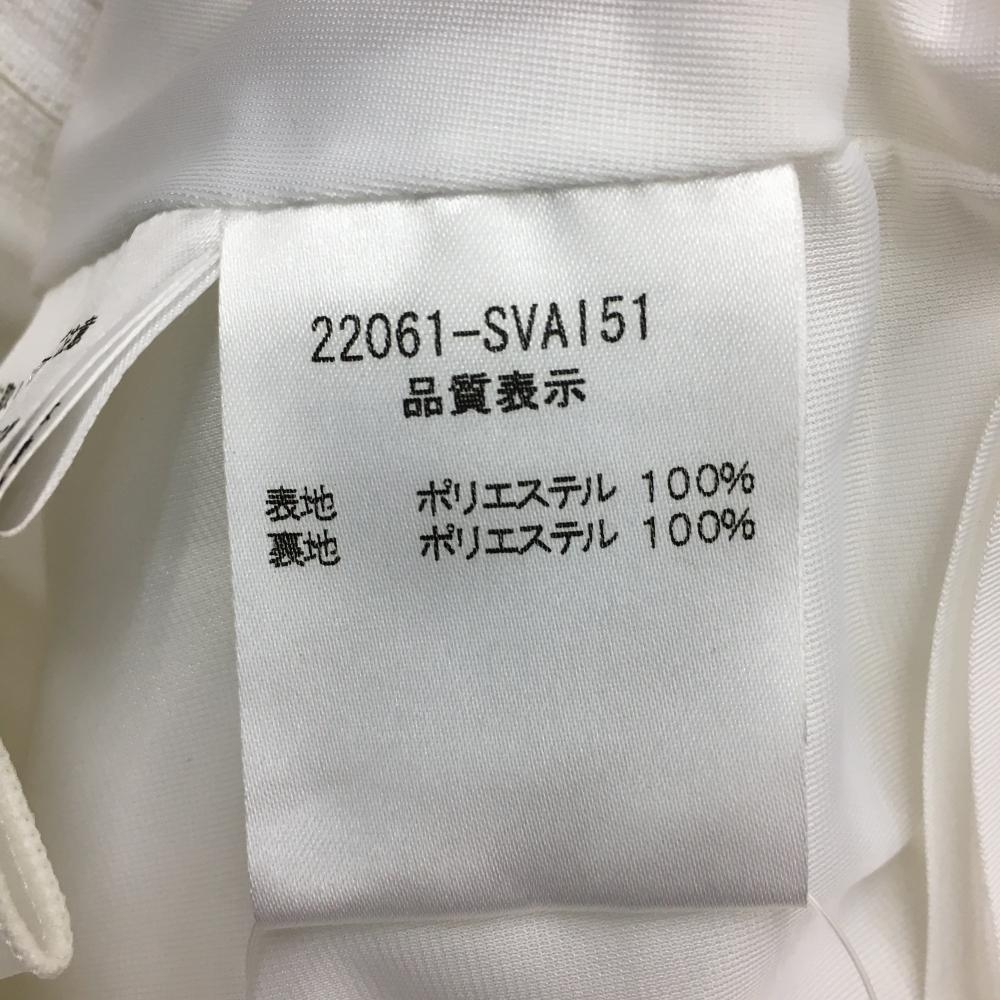 22061-SVAI51
品質表示
表地 ポリエステル 100%
裏地 ポリエステル 100%